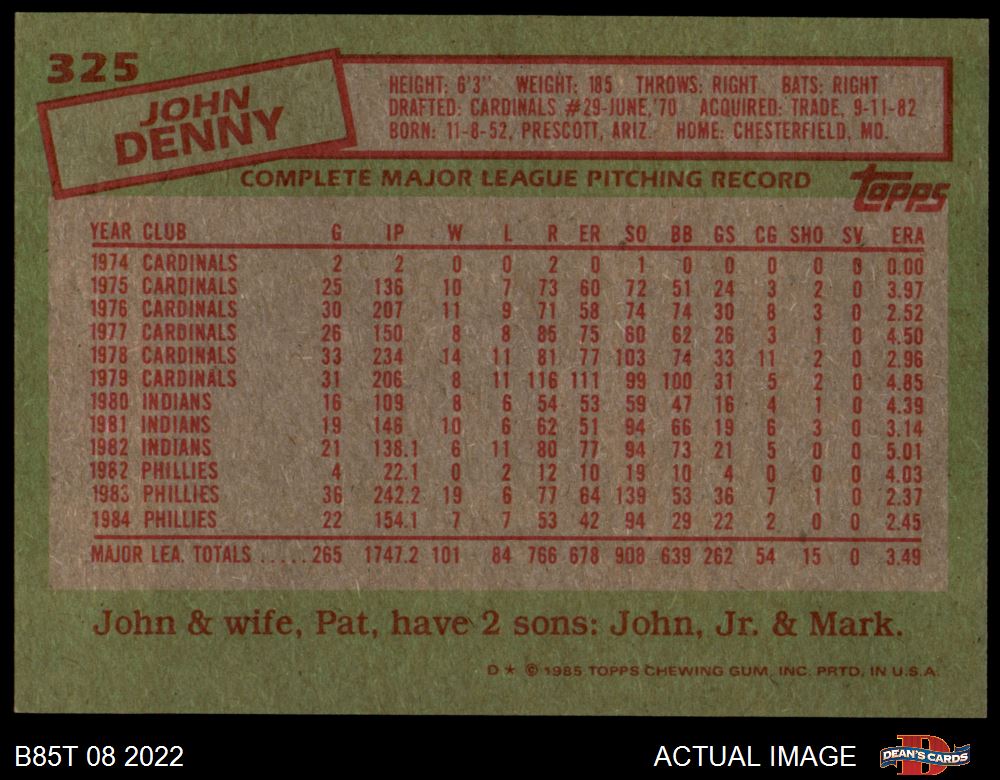 325
JOHN
DENNY
HEIGHT: 6'3" WEIGHT: 185 THROWS: RIGHT BATS: RIGHT
DRAFTED: CARDINALS #29-JUNE,'70 ACQUIRED: TRADE, 9-11-82
BORN: 11-8-52, PRESCOTT, ARIZ. HOME: CHESTERFIELD, MO.
COMPLETE MAJOR LEAGUE PITCHING RECORD
topps
YEAR CLUB G IP W L R ER SO BB GS CG SHO SV ERA
1974 CARDINALS 2 2 0 0 2 0 1 0 0 0 0 0 0.00
1975 CARDINALS 25 136 10 7 73 60 72 51 24 3 2 0 3.97
1976 CARDINALS 30 207 11 9 71 58 74 74 30 8 3 0 2.52
1977 CARDINALS 26 150 8 8 85 75 60 62 26 3 1 0 4.50
1978 CARDINALS 33 234 14 11 81 77 103 74 33 11 2 0 2.96
1979 CARDINALS 31 206 8 11 116 111 99 100 31 5 2 0 4.85
1980 INDIANS 16 109 8 6 54 53 59 47 16 4 1 0 4.39
1981 INDIANS 19 146 10 6 62 51 94 66 19 6 3 0 3.14
1982 INDIANS 21 138.1 6 11 80 77 94 73 21 5 0 0 5.01
1982 PHILLIES 4 22.1 0 2 12 10 19 10 4 0 0 0 4.03
1983 PHILLIES 36 242.2 19 6 77 64 139 53 36 7 1 0 2.37
1984 PHILLIES 22 154.1 7 7 53 42 94 29 22 2 0 0 2.45
MAJOR LEA. TOTALS ..... 265 1747.2 101 84 766 678 908 639 262 54 15 0 3.49
John & wife, Pat, have 2 sons: John, Jr. & Mark.
D ★ © 1985 TOPPS CHEWING GUM, INC. PRTD. IN U.S.A.
B85T 08 2022
ACTUAL IMAGE
DEAN'S CARDS